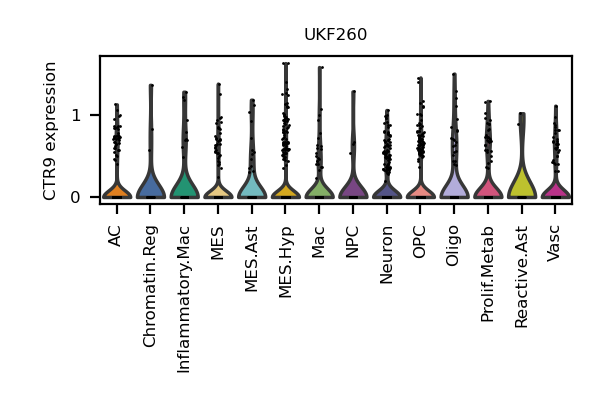 UKF260
CTR9 expression
1
0
AC
Chromatin.Reg
Inflammatory.Mac
MES
MES.Ast
MES.Hyp
Mac
NPC
Neuron
OPC
Oligo
Prolif.Metab
Reactive.Ast
Vasc